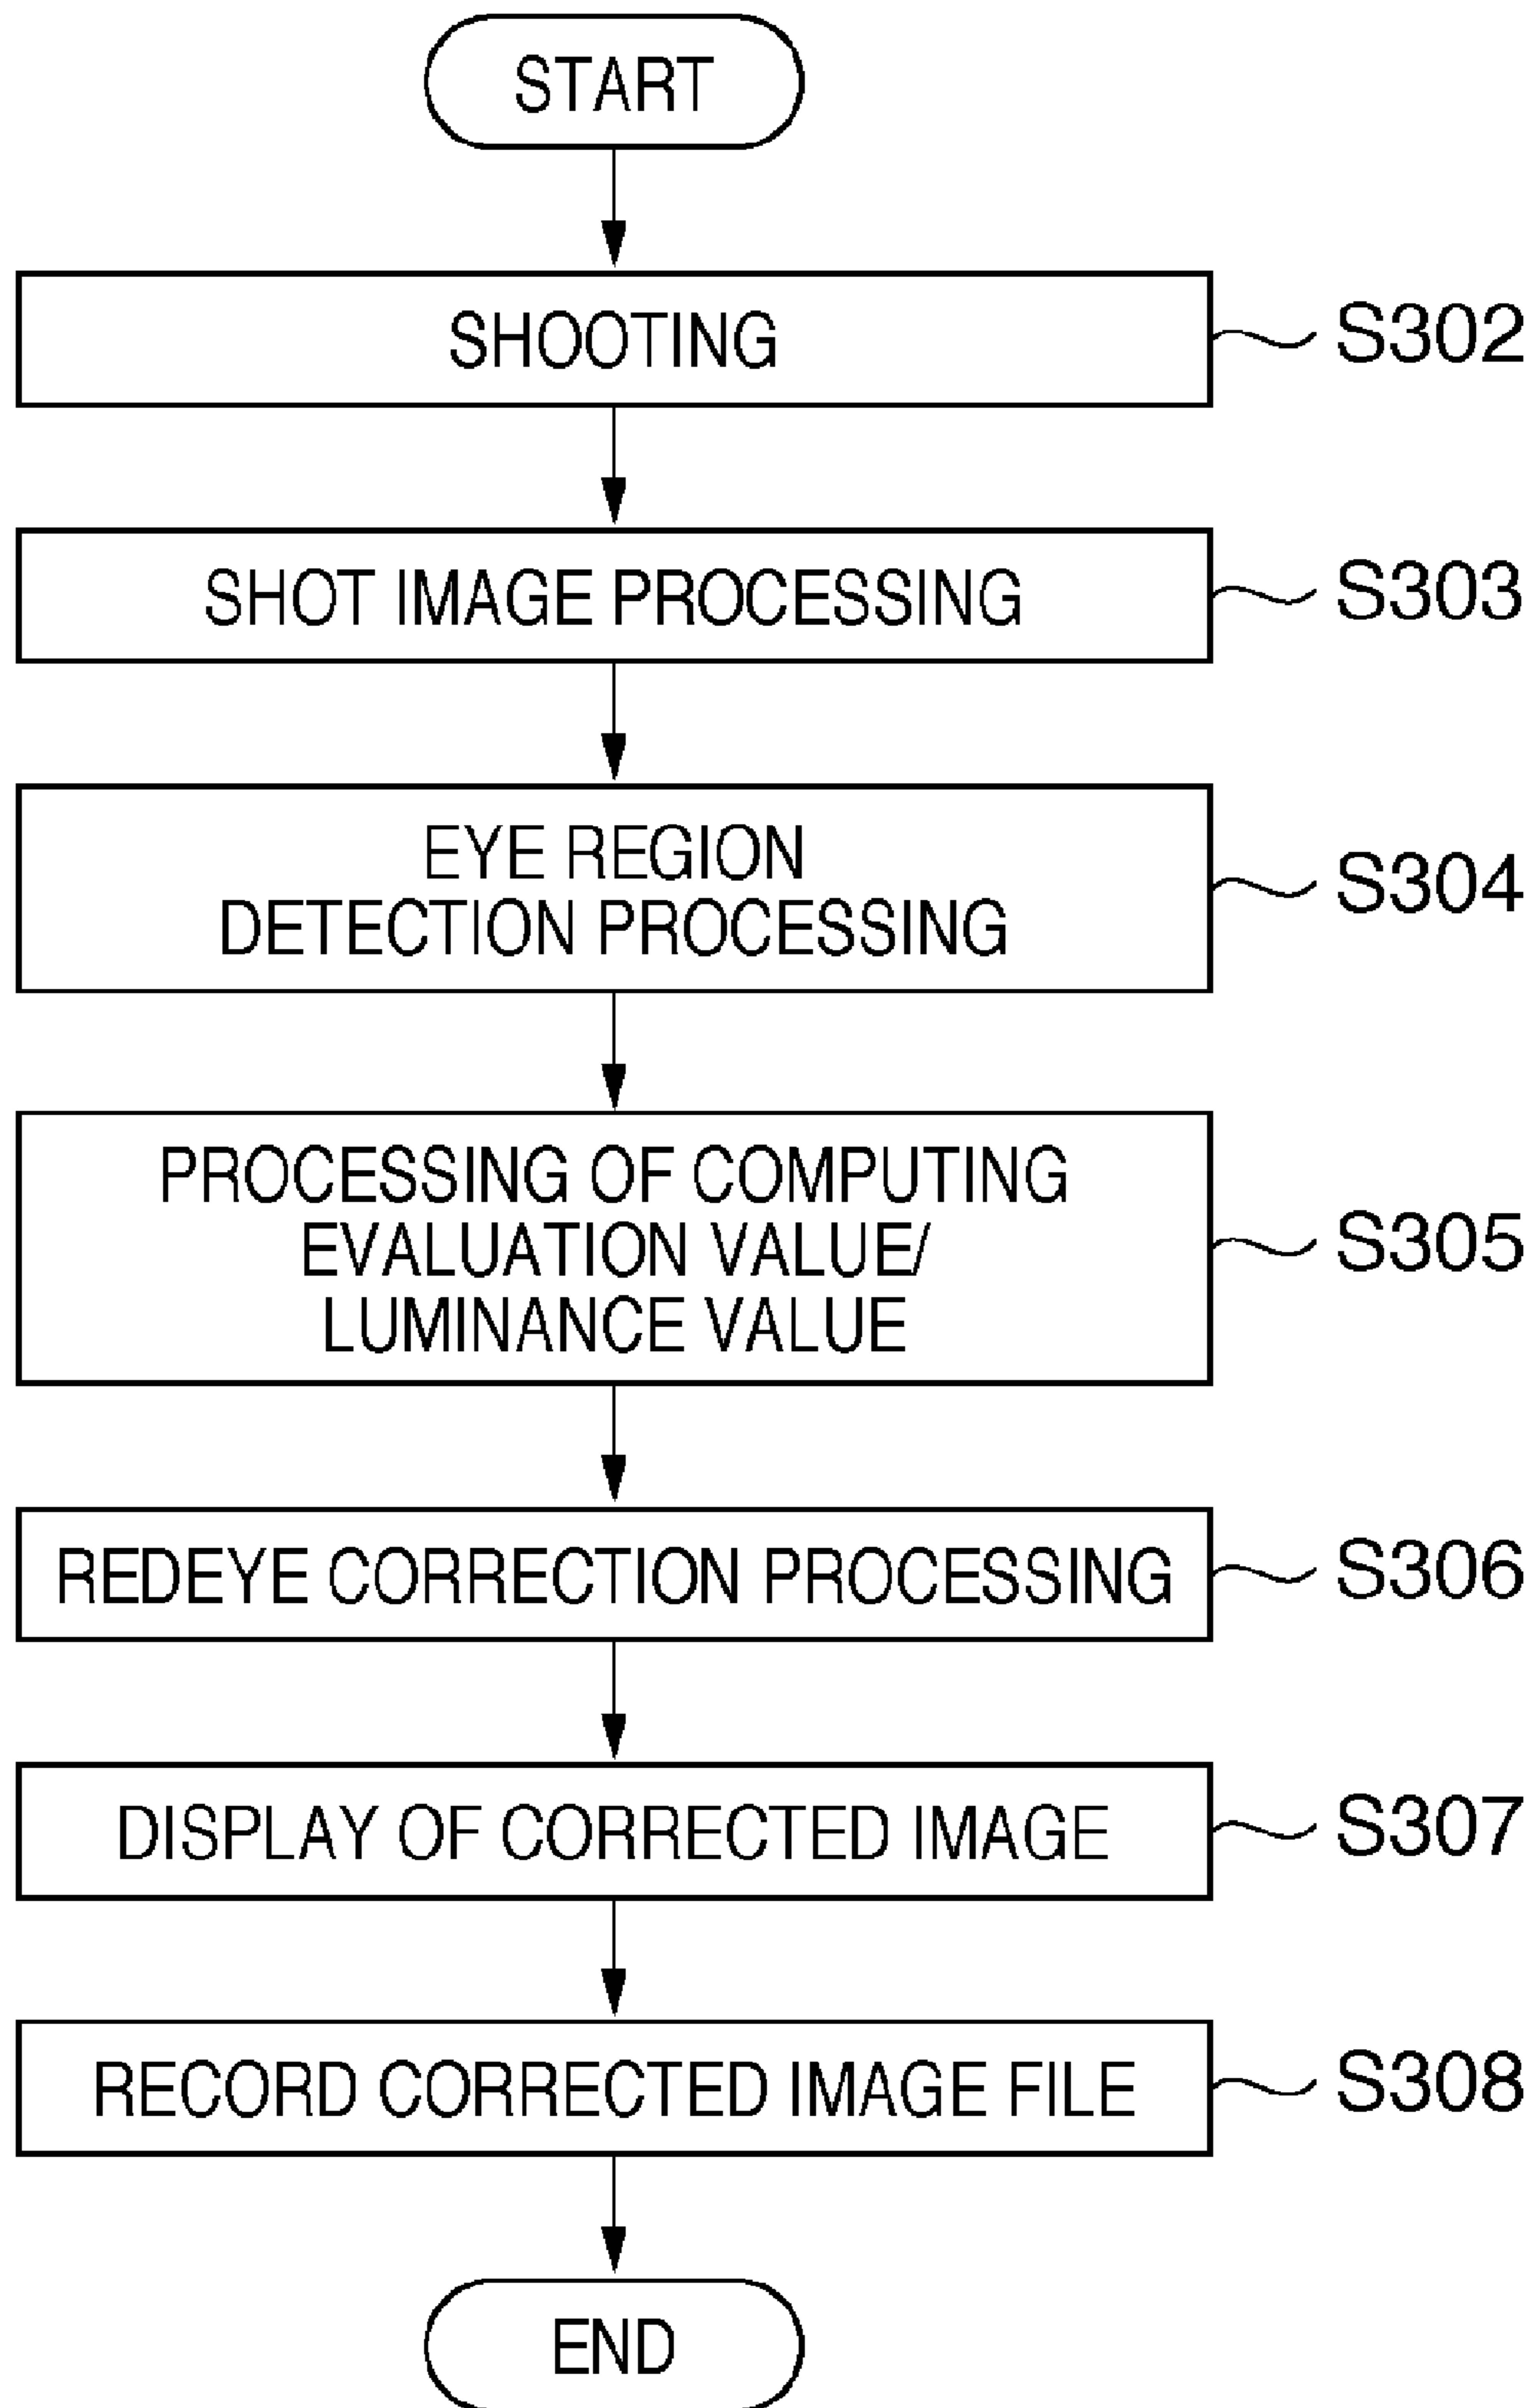 START
SHOOTING
S302
SHOT IMAGE PROCESSING
S303
EYE REGION
DETECTION PROCESSING
S304
PROCESSING OF COMPUTING
EVALUATION VALUE/
LUMINANCE VALUE
S305
REDEYE CORRECTION PROCESSING
S306
DISPLAY OF CORRECTED IMAGE
S307
RECORD CORRECTED IMAGE FILE
S308
END